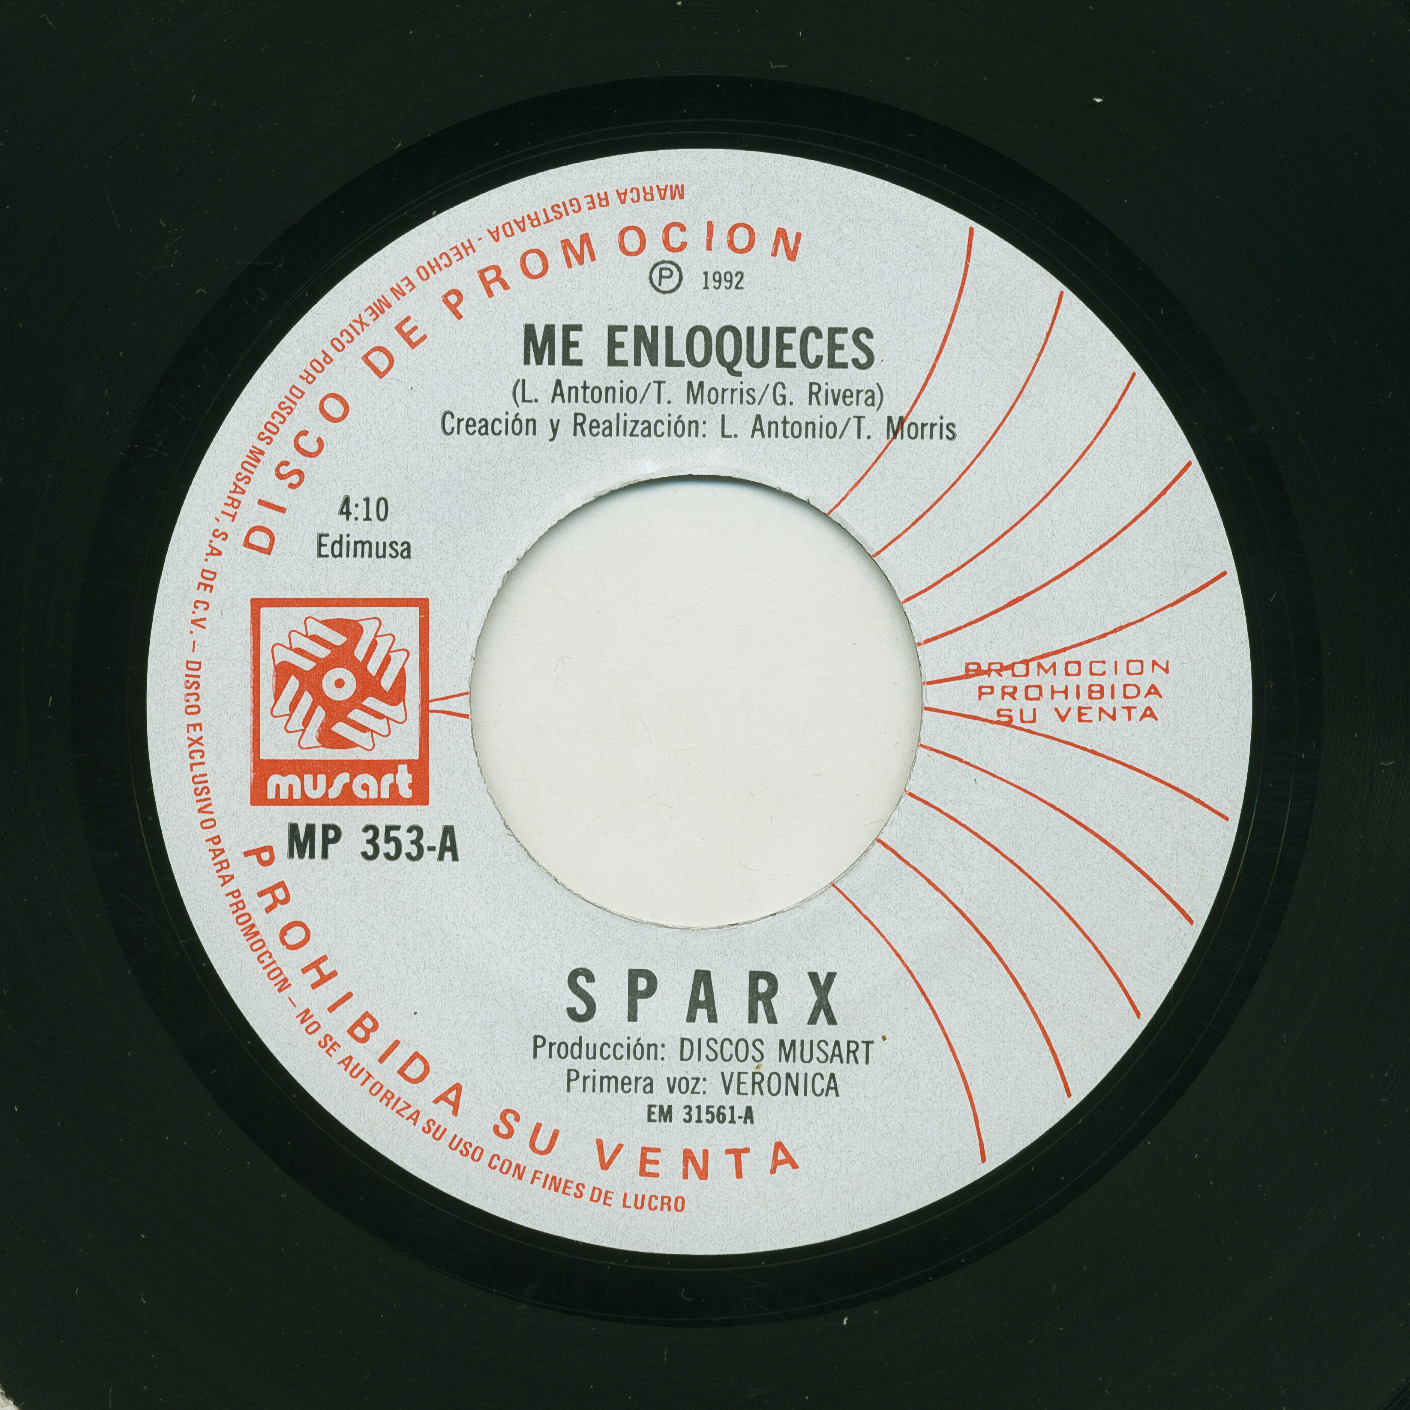 MARCA REGISTRADA - HECHO EN MEXICO POR DISCOS MUSART, S.A. DE C.V. – DISCO EXCLUSIVO PARA PROMOCION – NO SE AUTORIZA SU USO CON FINES DE LUCRO
DISCO DE PROMOCION
Ⓟ 1992
ME ENLOQUECES
(L. Antonio/T. Morris/G. Rivera)
Creación y Realización: L. Antonio/T. Morris
4:10
Edimusa
musart
MP 353-A
PROMOCION
PROHIBIDA
SU VENTA
SPARX
Producción: DISCOS MUSART
Primera voz: VERONICA
EM 31561-A
PROHIBIDA SU VENTA